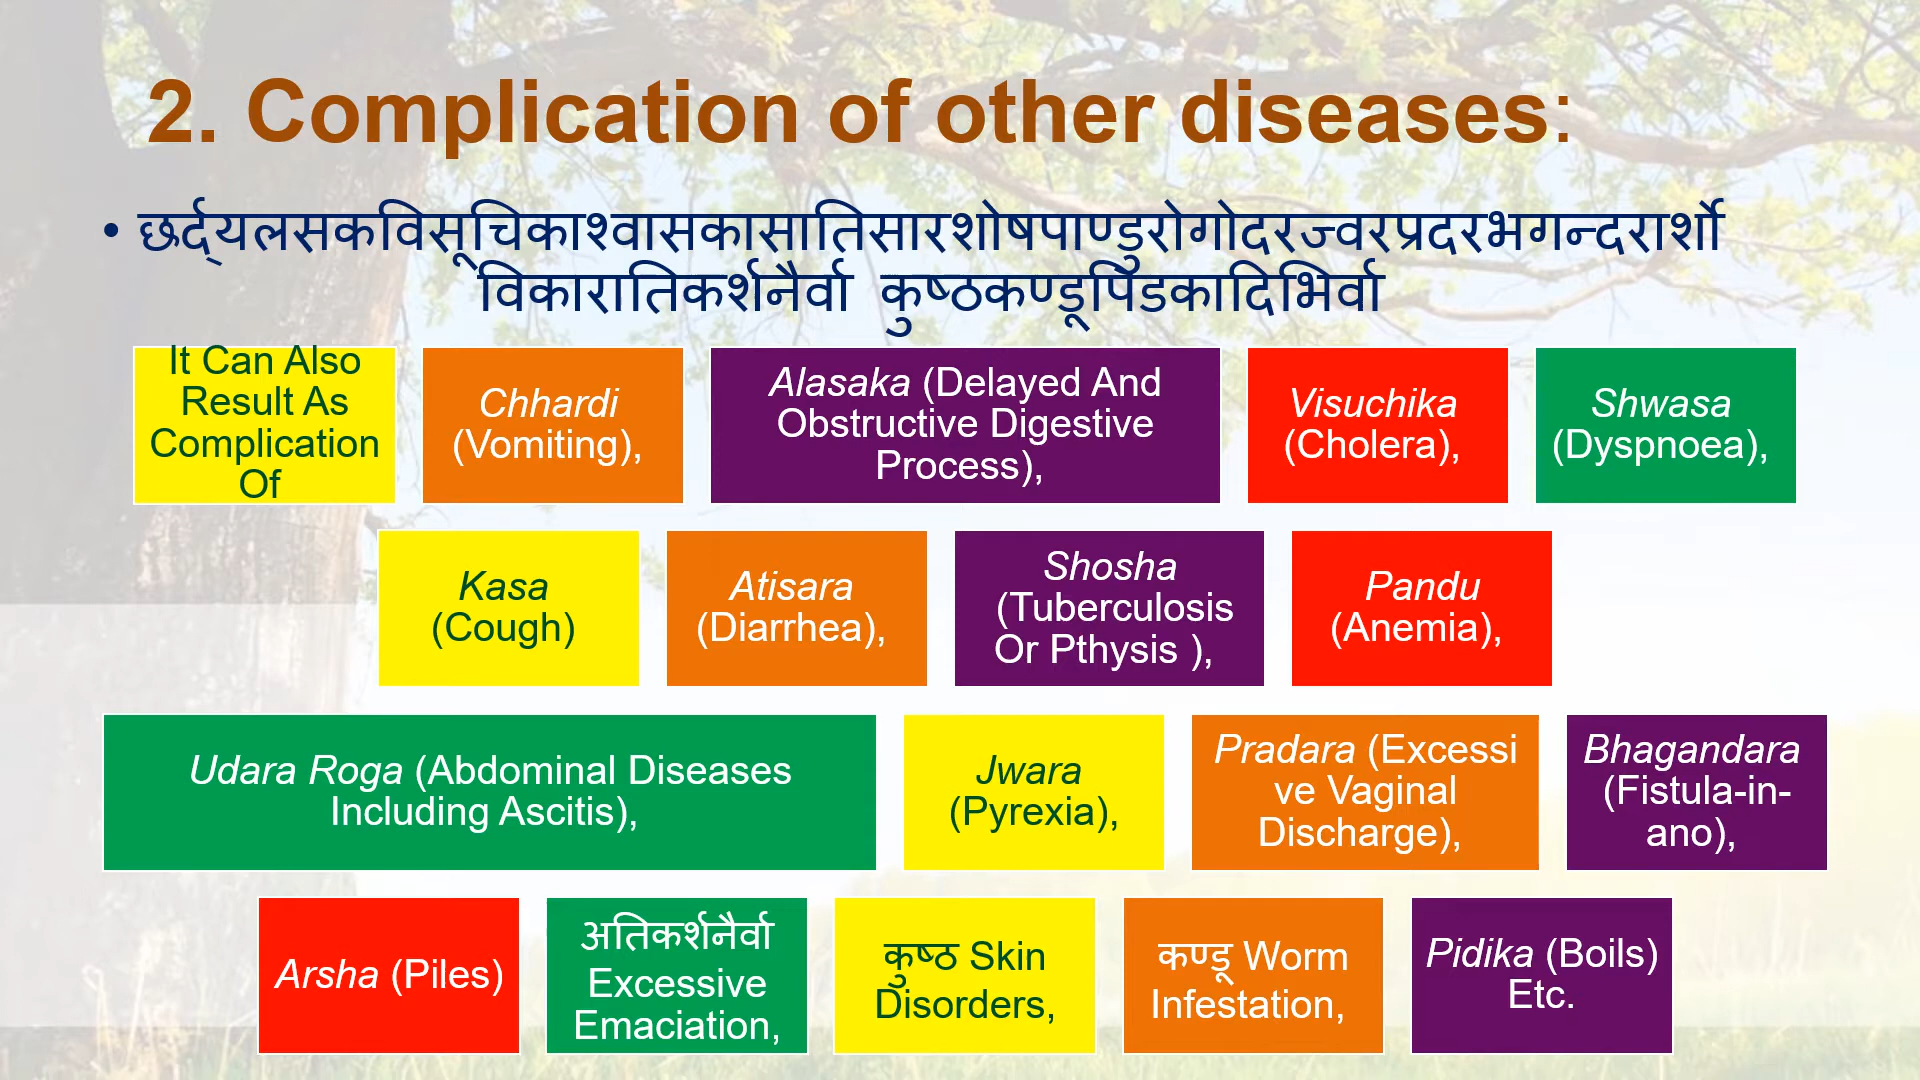 2. Complication of other diseases:
• छर्द्यलसकविसूचिकाश्वासकासातिसारशोषपाण्डुरोगोदरज्वरप्रदरभगन्दरार्शो
विकारातिकर्शनैर्वा कुष्ठकण्डूपिडकादिभिर्वा
It Can Also
Result As
Complication
Of
Chhardi
(Vomiting),
Alasaka (Delayed And
Obstructive Digestive
Process),
Visuchika
(Cholera),
Shwasa
(Dyspnoea),
Kasa
(Cough)
Atisara
(Diarrhea),
Shosha
(Tuberculosis
Or Pthysis ),
Pandu
(Anemia),
Udara Roga (Abdominal Diseases
Including Ascitis),
Jwara
(Pyrexia),
Pradara (Excessi
ve Vaginal
Discharge),
Bhagandara
(Fistula-in-
ano),
Arsha (Piles)
अतिकर्शनैर्वा
Excessive
Emaciation,
कुष्ठ Skin
Disorders,
कण्डू Worm
Infestation,
Pidika (Boils)
Etc.